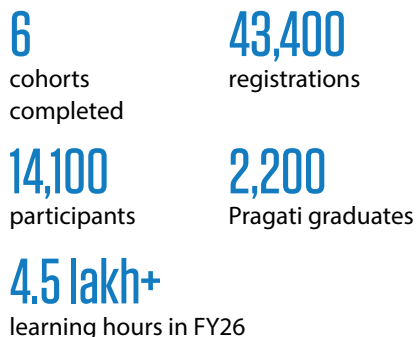 6
cohorts
completed
43,400
registrations
14,100
participants
2,200
Pragati graduates
4.5 lakh+
learning hours in FY26